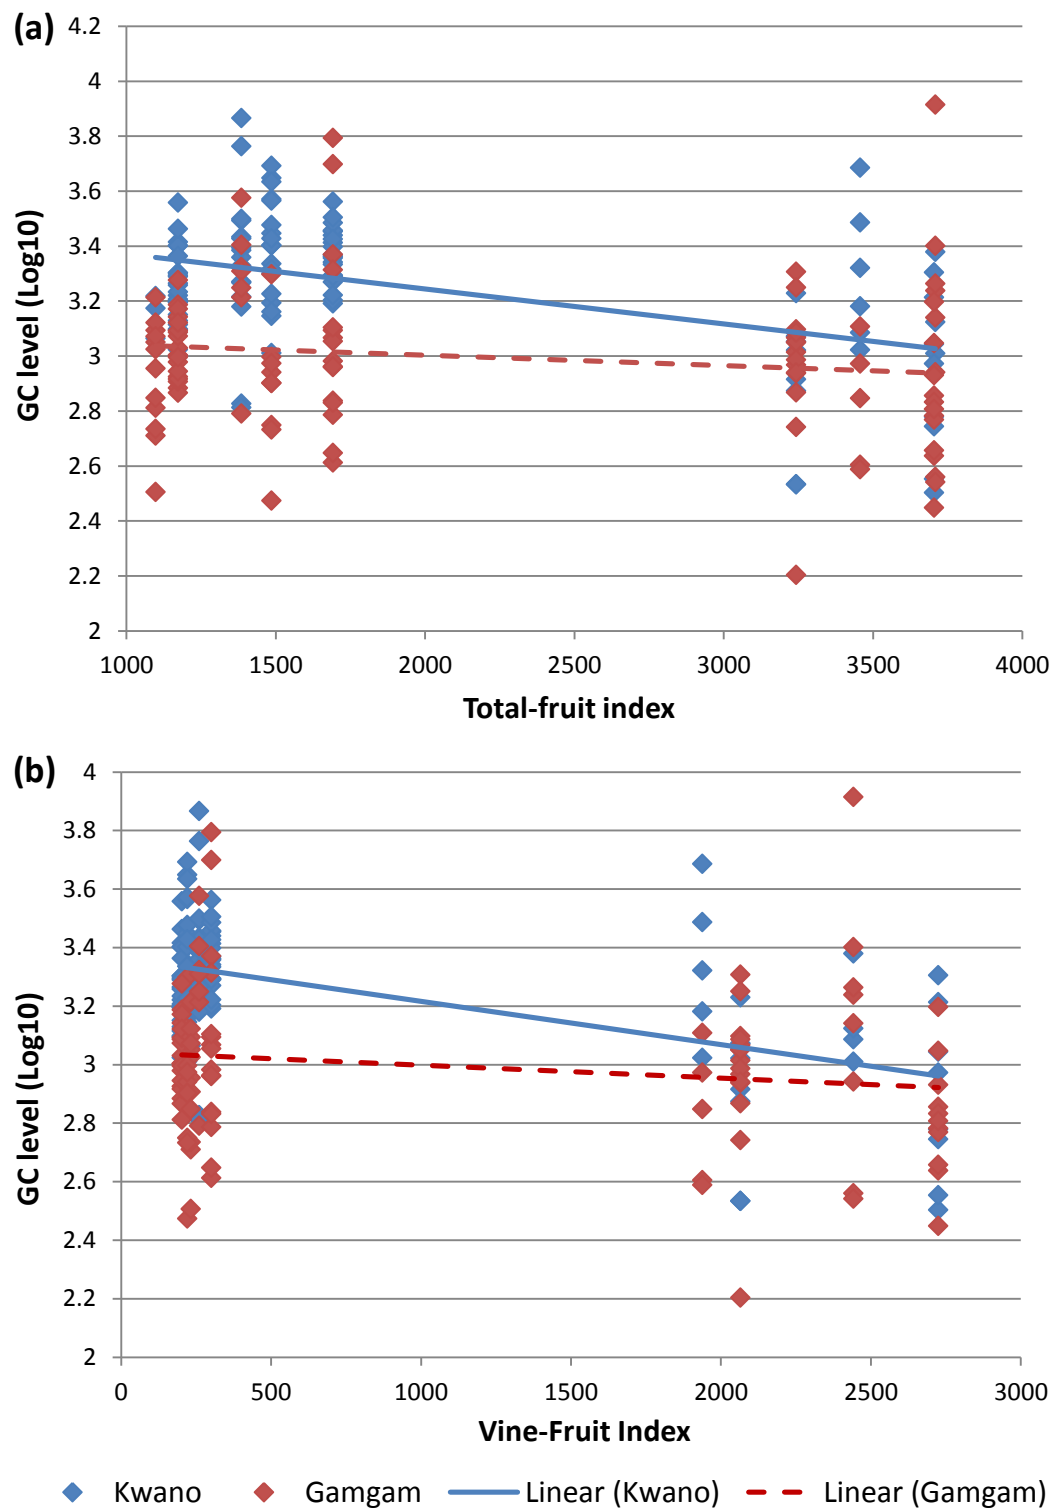 (a)
4.2
4
3.8
3.6
3.4
3.2
3
2.8
2.6
2.4
2.2
2
GC level (Log10)
1000 1500 2000 2500 3000 3500 4000
Total-fruit index
(b)
4
3.8
3.6
3.4
3.2
3
2.8
2.6
2.4
2.2
2
GC level (Log10)
0 500 1000 1500 2000 2500 3000
Vine-Fruit Index
Kwano Gamgam Linear (Kwano) Linear (Gamgam)